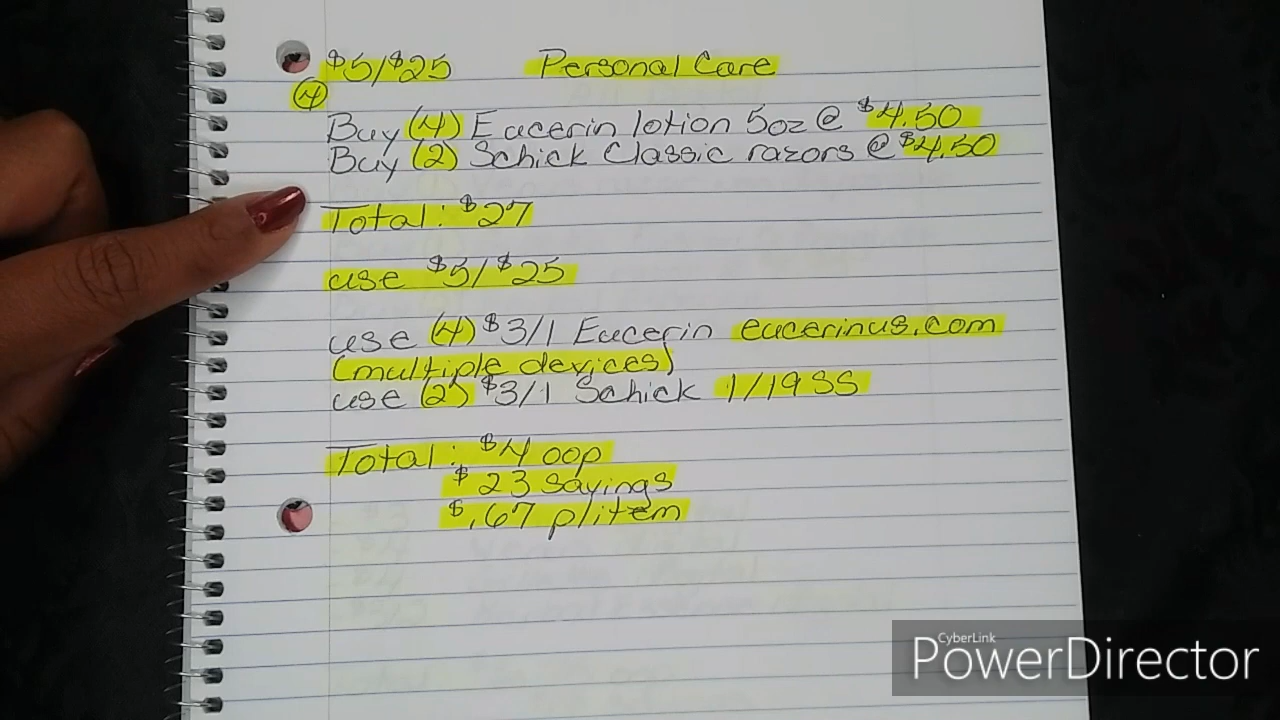 $5/$25 Personal Care
4
Buy (4) Eucerin lotion 5oz @ $4.50
Buy (2) Schick Classic razors @ $4.50
Total: $27
use $5/$25
use (4) $3/1 Eucerin eucerinus.com
(multiple devices)
use (2) $3/1 Schick 1/19 SS
Total: $4 oop
$23 savings
$.67 p/item
CyberLink
PowerDirector